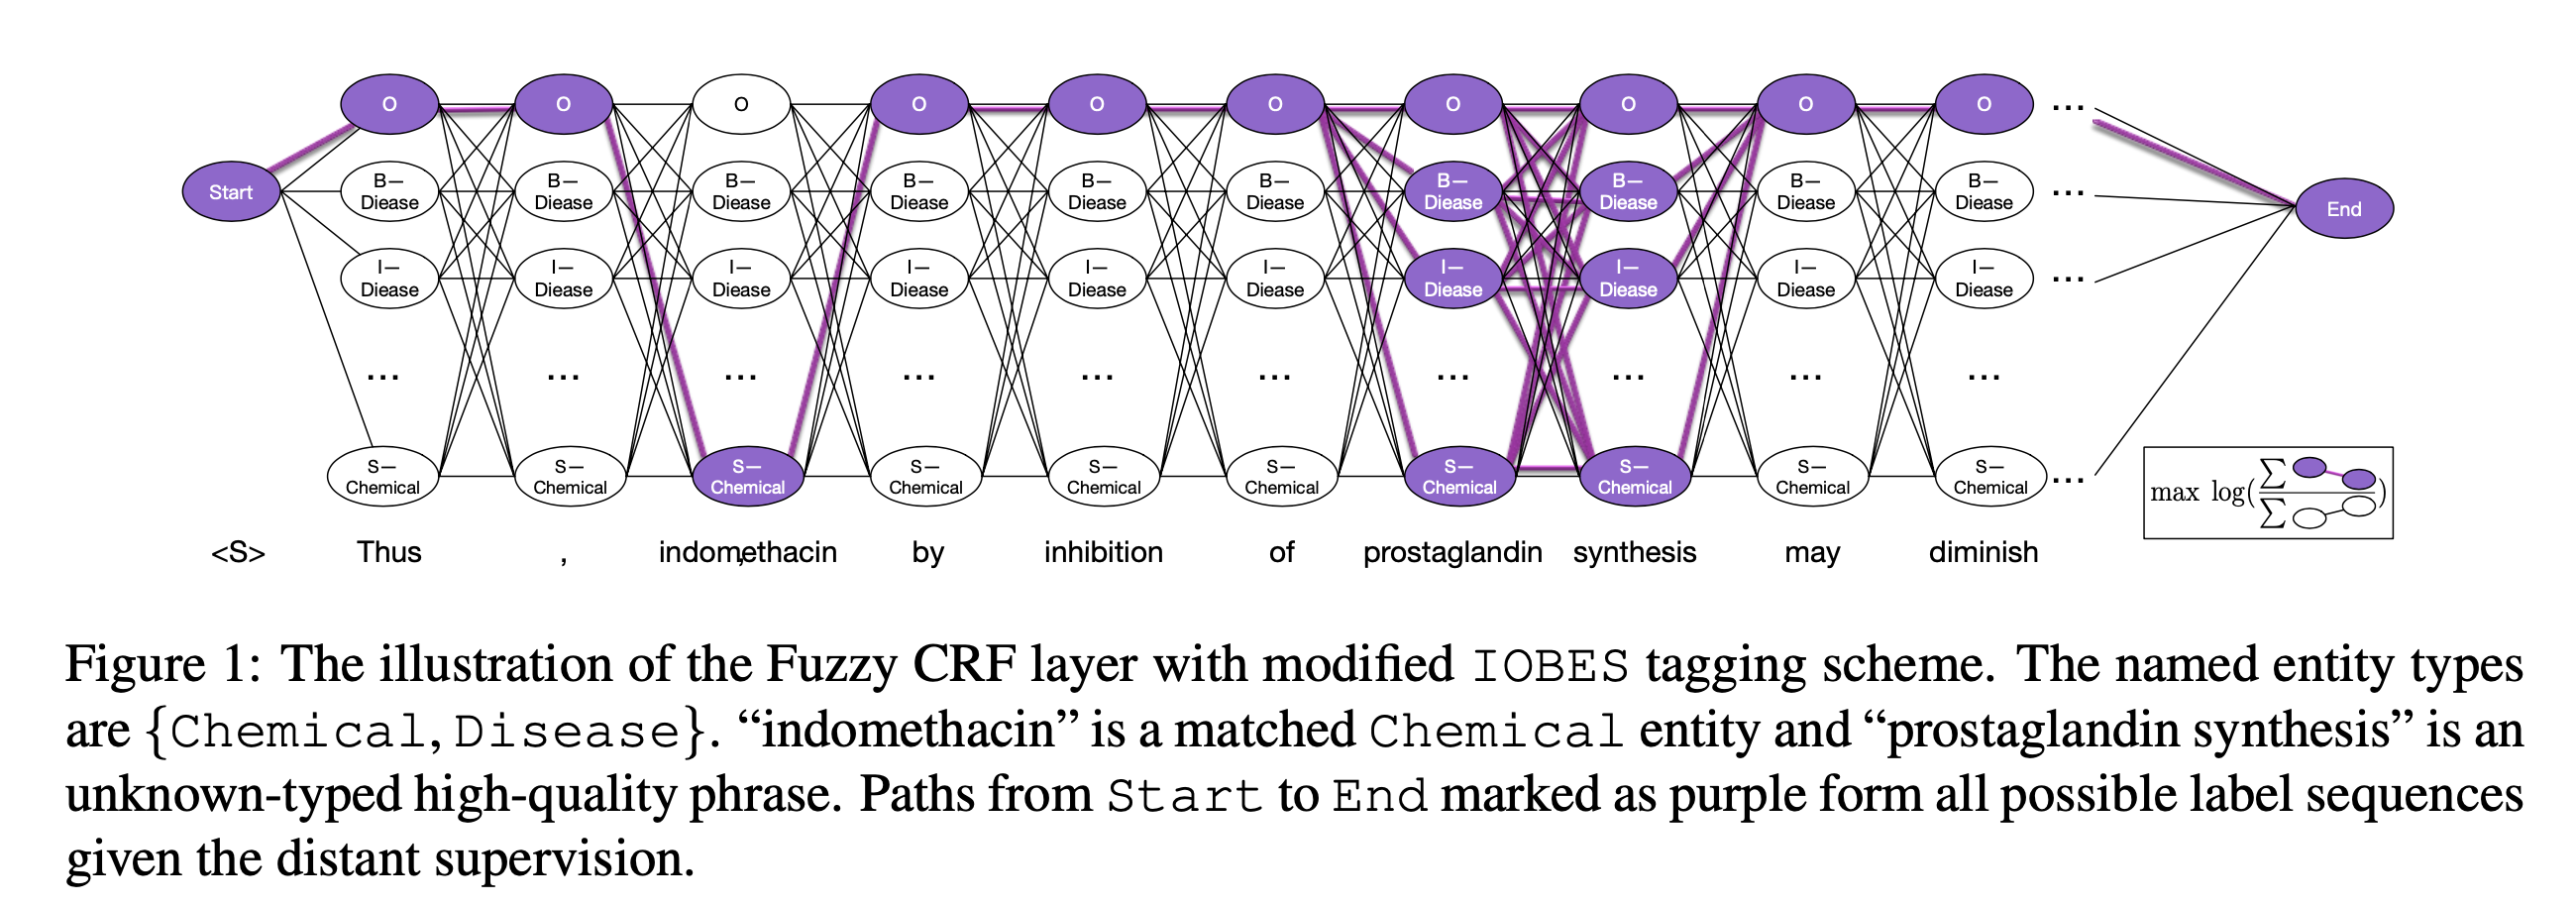 O O O O O O O O O O ...
Start
B— B— B— B— B— B— B— B— B— B— ...
Diease Diease Diease Diease Diease Diease Diease Diease Diease Diease
End
I— I— I— I— I— I— I— I— I— I— ...
Diease Diease Diease Diease Diease Diease Diease Diease Diease Diease
... ... ... ... ... ... ... ... ... ...
S— S— S— S— S— S— S— S— S— S— ...
Chemical Chemical Chemical Chemical Chemical Chemical Chemical Chemical Chemical Chemical
max log(∑ / ∑)
<S> Thus , indom,ethacin by inhibition of prostaglandin synthesis may diminish
Figure 1: The illustration of the Fuzzy CRF layer with modified IOBES tagging scheme. The named entity types
are {Chemical, Disease}. “indomethacin” is a matched Chemical entity and “prostaglandin synthesis” is an
unknown-typed high-quality phrase. Paths from Start to End marked as purple form all possible label sequences
given the distant supervision.